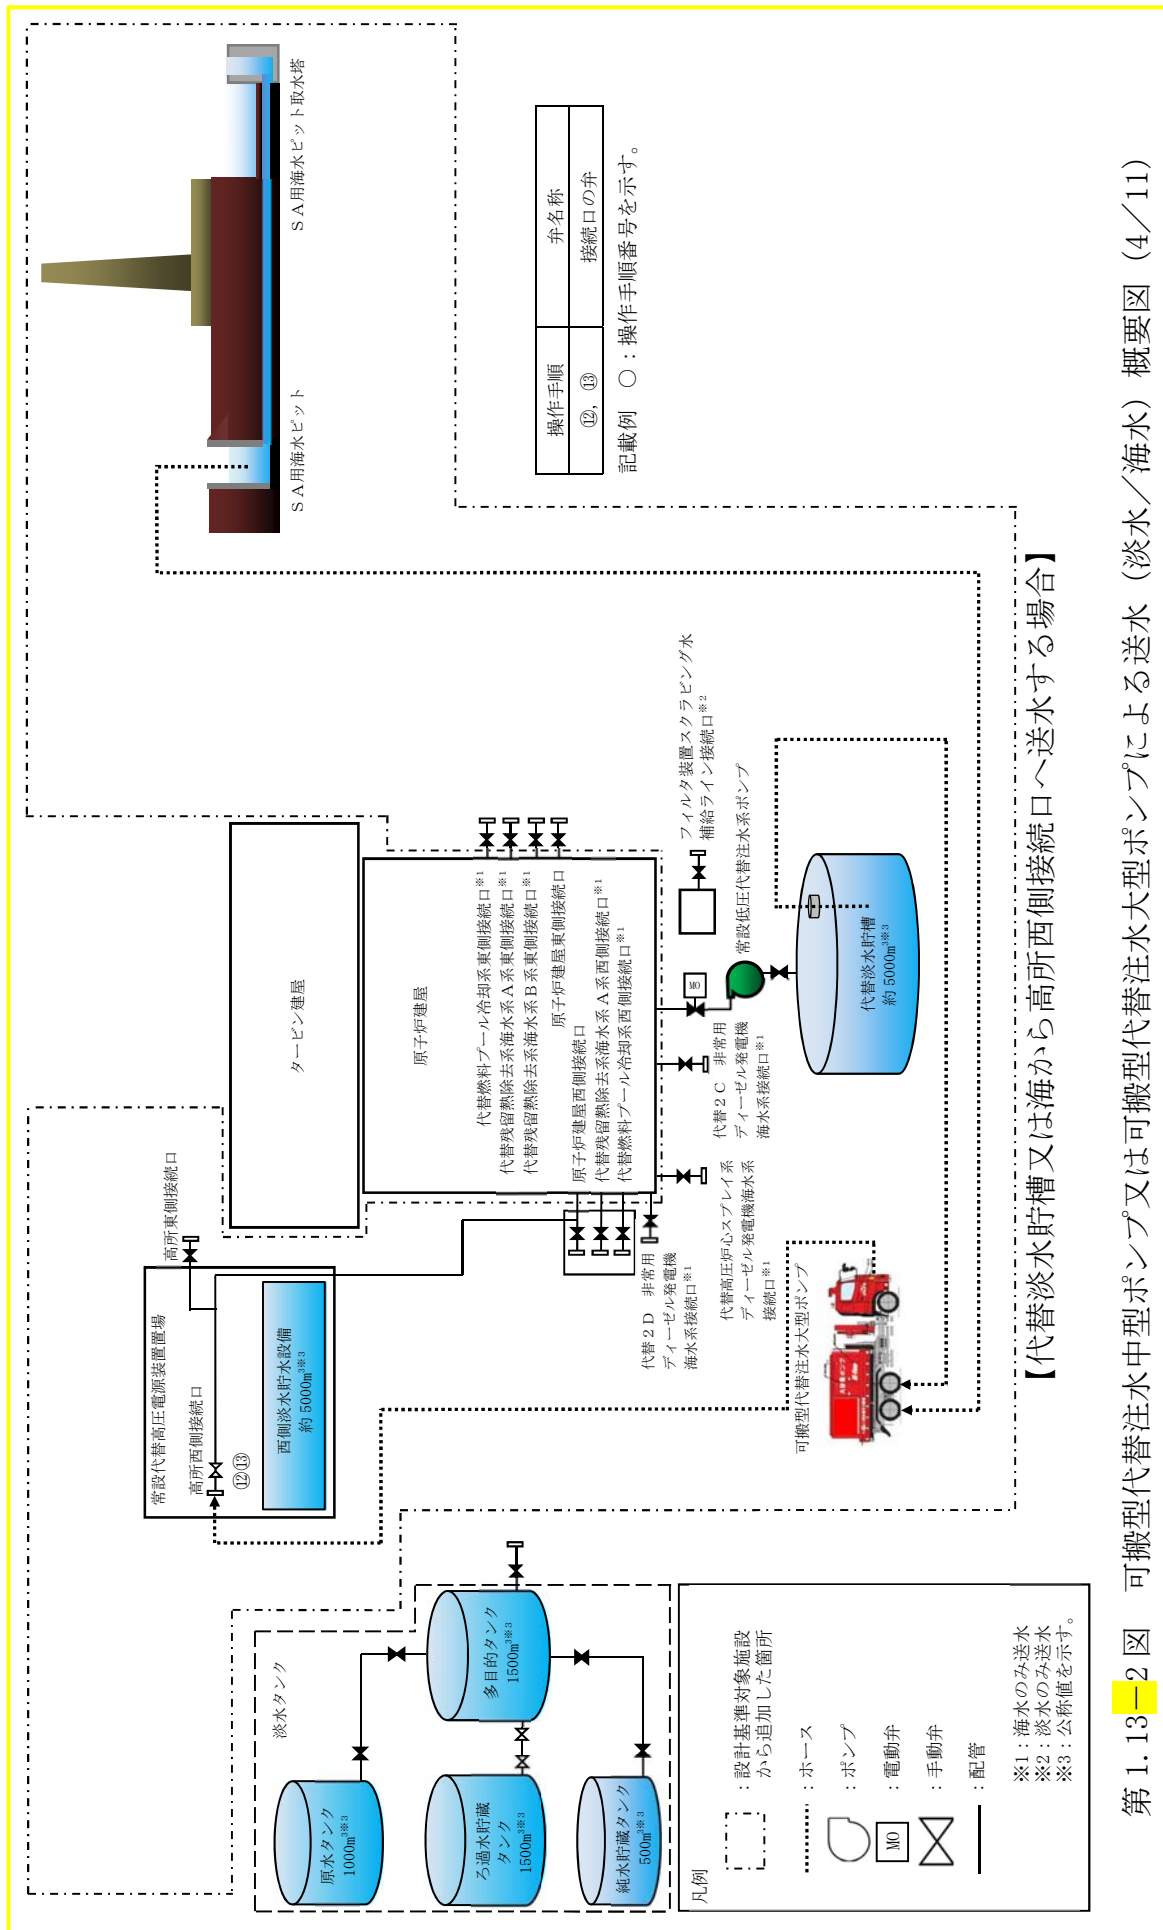 ＳＡ用海水ピット取水塔
ＳＡ用海水ピット
操作手順
弁名称
⑫，⑬
接続口の弁
記載例　○：操作手順番号を示す。
タービン建屋
原子炉建屋
代替燃料プール冷却系東側接続口※1
代替残留熱除去系海水系Ａ系東側接続口※1
代替残留熱除去系海水系Ｂ系東側接続口※1
原子炉建屋東側接続口
原子炉建屋西側接続口
代替残留熱除去系海水系Ａ系西側接続口※1
代替燃料プール冷却系西側接続口※1
フィルタ装置スクラビング水
補給ライン接続口※2
常設低圧代替注水系ポンプ
MO
代替淡水貯槽
約 5000m3※3
代替２Ｃ　非常用
ディーゼル発電機
海水系接続口※1
代替高圧炉心スプレイ系
ディーゼル発電機海水系
接続口※1
代替２Ｄ　非常用
ディーゼル発電機
海水系接続口※1
高所東側接続口
常設代替高圧電源装置置場
高所西側接続口
⑫⑬
西側淡水貯水設備
約 5000m3※3
可搬型代替注水大型ポンプ
【代替淡水貯槽又は海から高所西側接続口へ送水する場合】
淡水タンク
多目的タンク
1500m3※3
原水タンク
1000m3※3
ろ過水貯蔵
タンク
1500m3※3
純水貯蔵タンク
500m3※3
凡例
：設計基準対象施設
から追加した箇所
：ホース
：ポンプ
MO
：電動弁
：手動弁
：配管
※1：海水のみ送水
※2：淡水のみ送水
※3：公称値を示す。
第 1.13－2 図　可搬型代替注水中型ポンプ又は可搬型代替注水大型ポンプによる送水（淡水／海水）概要図（4／11）